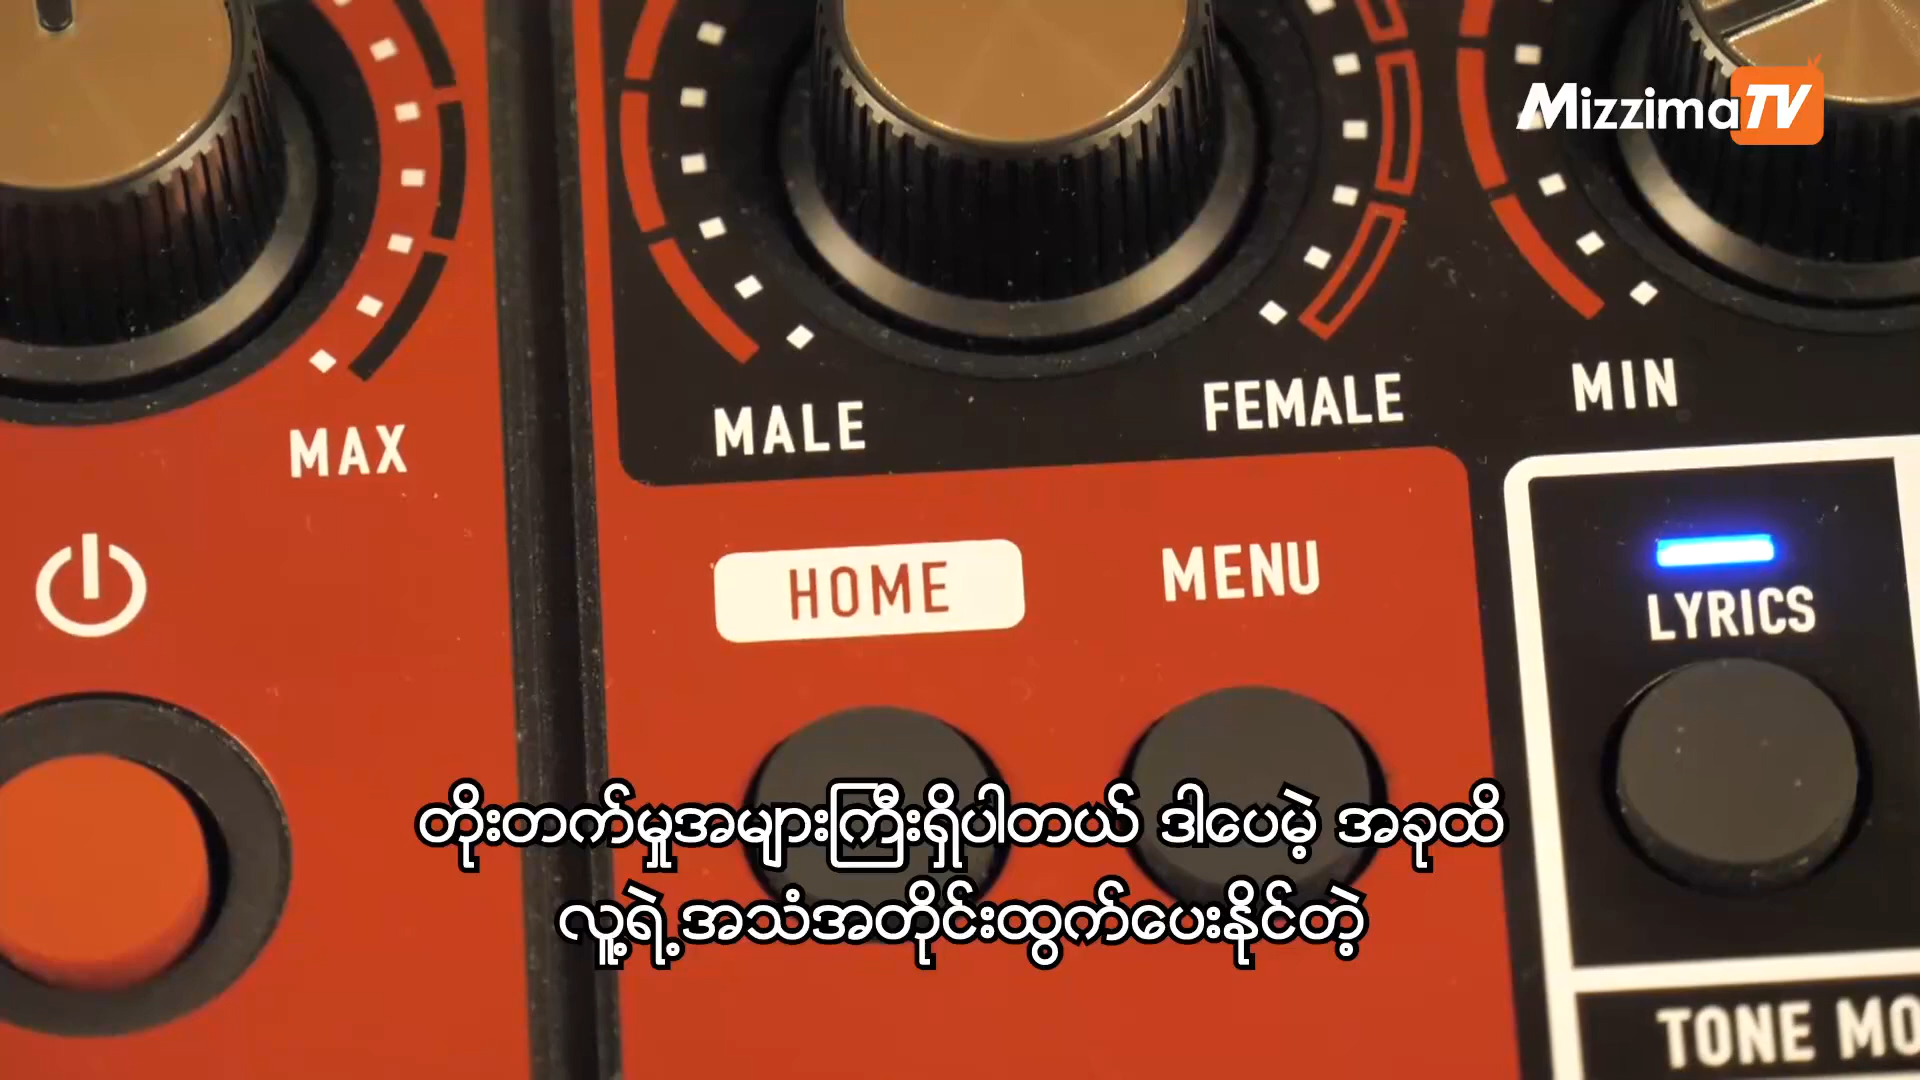 MizzimaTV
MAX
MALE
FEMALE
MIN
HOME
MENU
LYRICS
တိုးတက်မှုအများကြီးရှိပါတယ် ဒါပေမဲ့ အခုထိ
လူ့ရဲ့အသံအတိုင်းထွက်ပေးနိုင်တဲ့
TONE MO